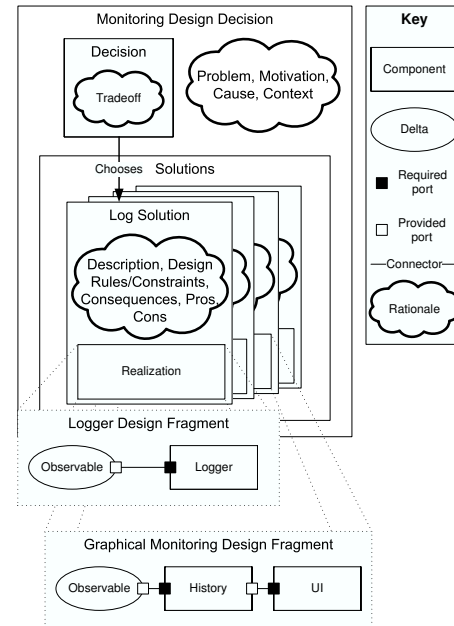 Monitoring Design Decision
Decision
Tradeoff
Problem, Motivation,
Cause, Context
Chooses
Solutions
Log Solution
Description, Design
Rules/Constraints,
Consequences, Pros,
Cons
Realization
Logger Design Fragment
Observable
Logger
Graphical Monitoring Design Fragment
Observable
History
UI
Key
Component
Delta
Required
port
Provided
port
Connector
Rationale